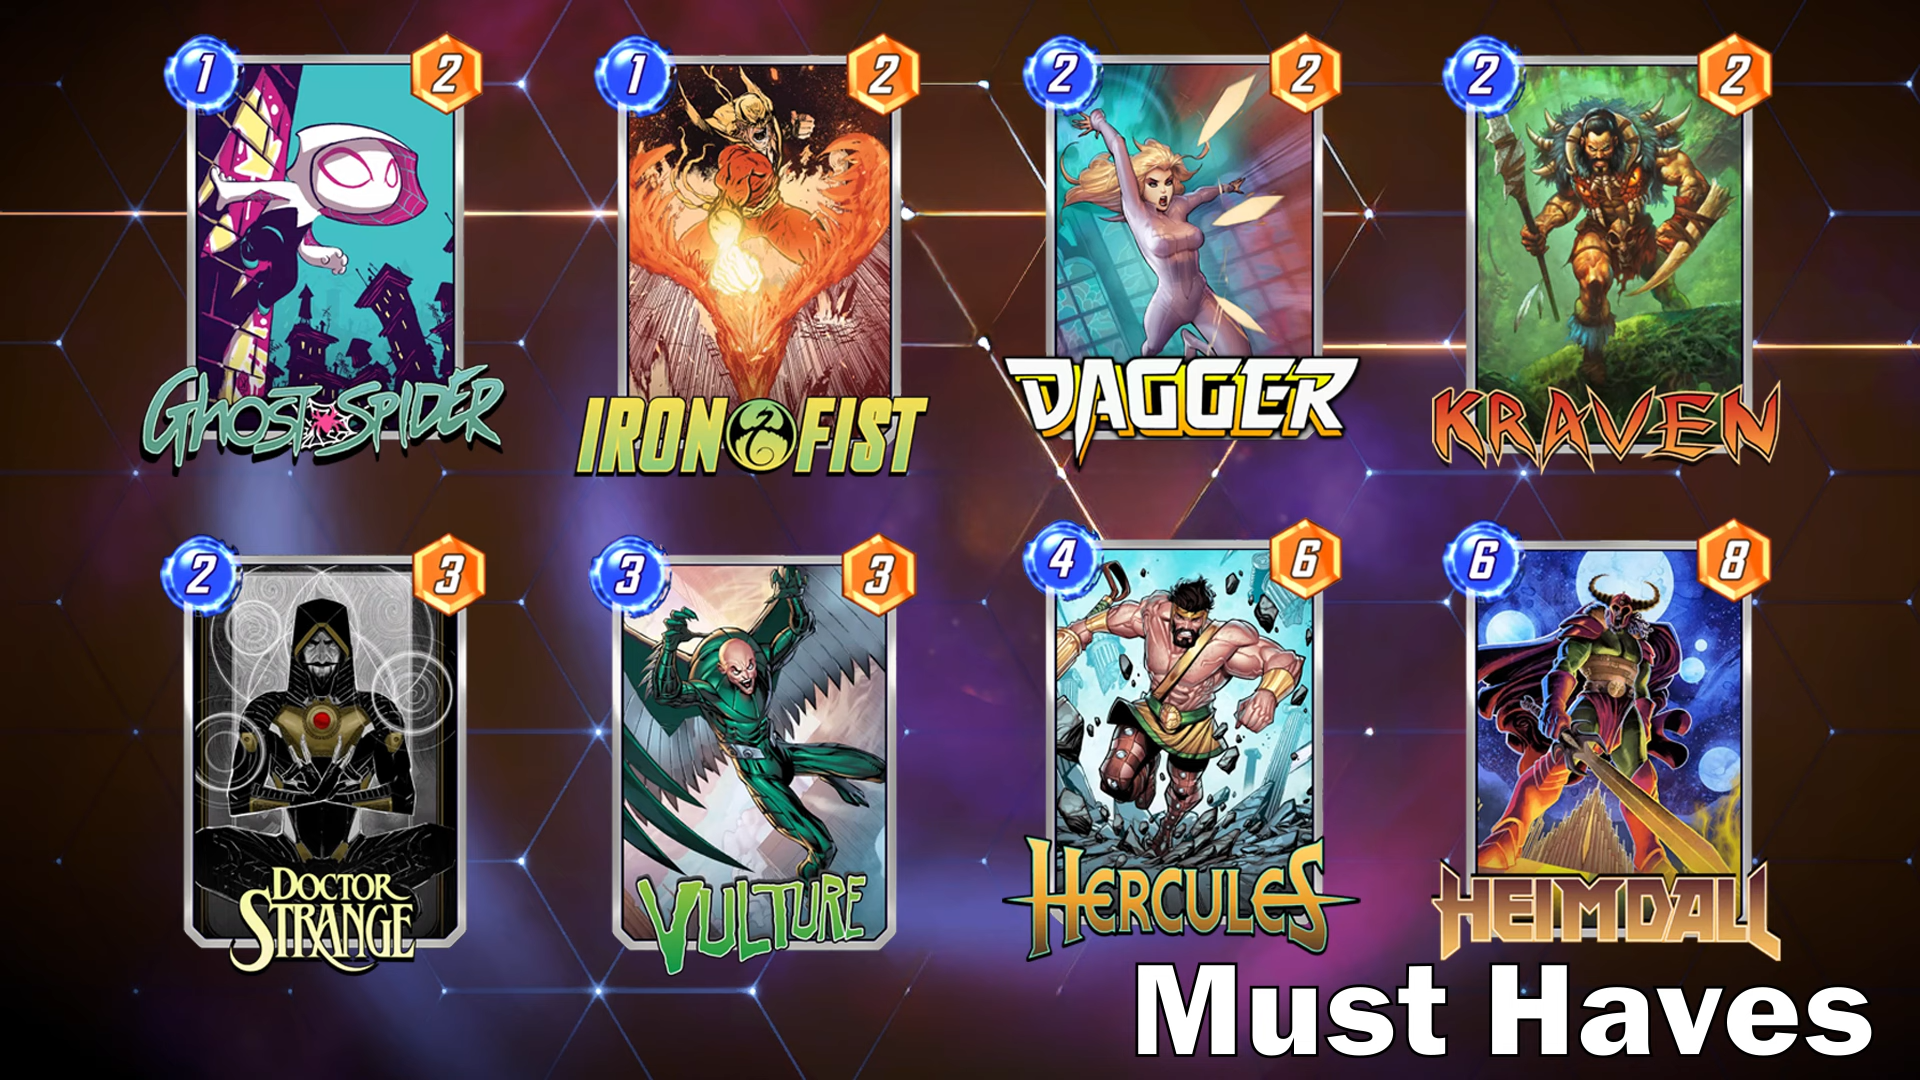 1 2 1 2 2 2 2 2
GHOST-SPIDER
IRON FIST
DAGGER
KRAVEN
2 3 3 3 4 6 6 8
DOCTOR
STRANGE
VULTURE
HERCULES
HEIMDALL
Must Haves